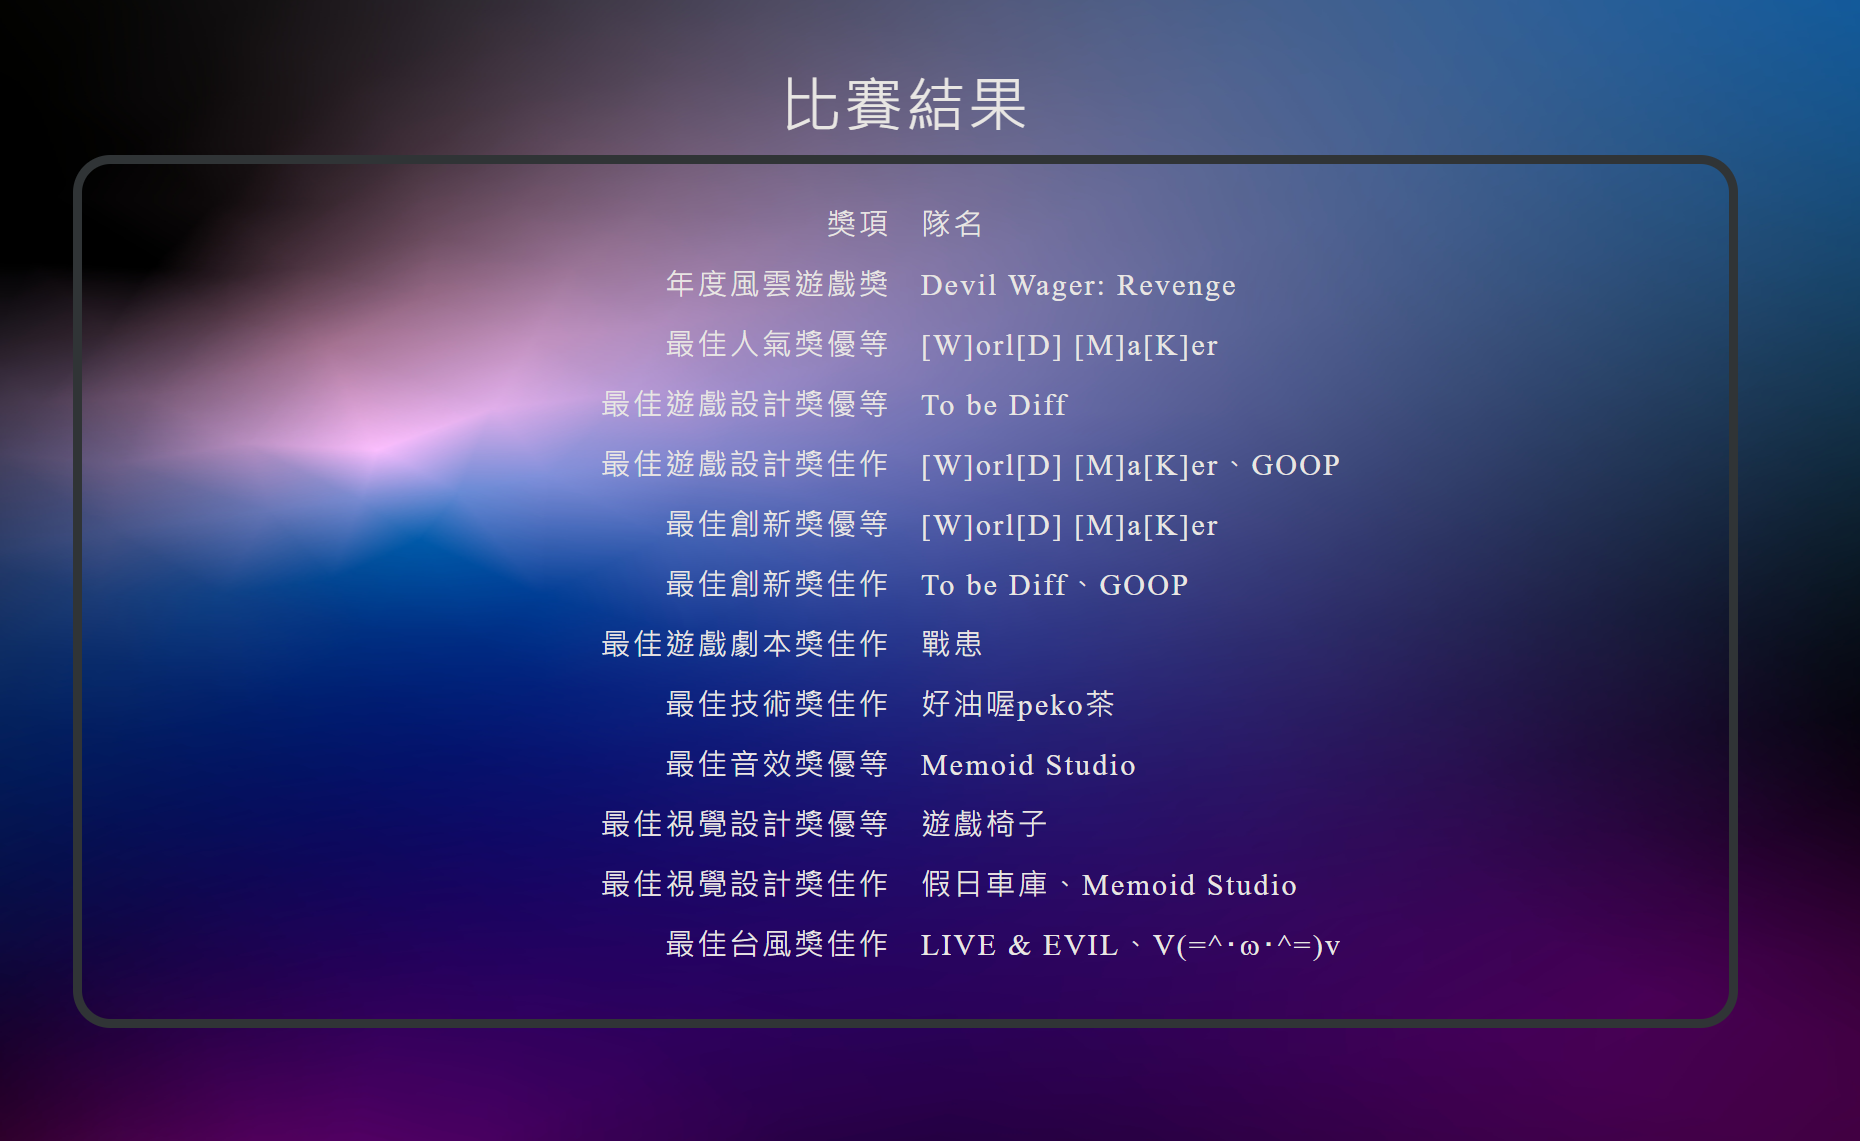 比賽結果
獎項 隊名
年度風雲遊戲獎 Devil Wager: Revenge
最佳人氣獎優等 [W]orl[D] [M]a[K]er
最佳遊戲設計獎優等 To be Diff
最佳遊戲設計獎佳作 [W]orl[D] [M]a[K]er、GOOP
最佳創新獎優等 [W]orl[D] [M]a[K]er
最佳創新獎佳作 To be Diff、GOOP
最佳遊戲劇本獎佳作 戰患
最佳技術獎佳作 好油喔peko茶
最佳音效獎優等 Memoid Studio
最佳視覺設計獎優等 遊戲椅子
最佳視覺設計獎佳作 假日車庫、Memoid Studio
最佳台風獎佳作 LIVE & EVIL、V(=^･ω･^=)v